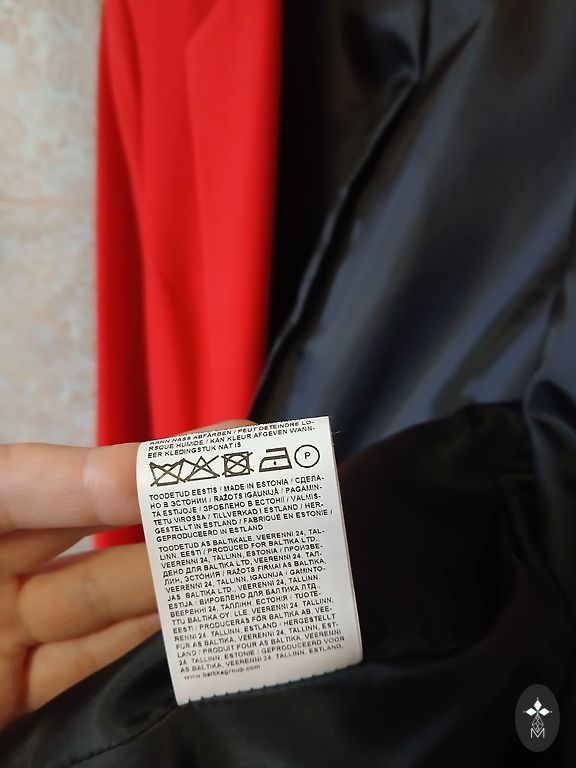 KANN NASS ABFÄRBEN / PEUT DETEINDRE LO-
RSQUE HUMIDE / KAN KLEUR AFGEVEN WANN-
EER KLEDINGSTUK NAT IS
P
TOODETUD EESTIS / MADE IN ESTONIA / СДЕЛА-
НО В ЭСТОНИИ / RAŽOTS IGAUNIJĀ / PAGAMIN-
TA ESTIJOJE / ЗРОБЛЕНО В ЕСТОНІЇ / VALMIS-
TETU VIROSSA / TILLVERKAD I ESTLAND / HER-
GESTELLT IN ESTLAND / FABRIQUÉ EN ESTONIE /
GEPRODUCEERD IN ESTLAND
TOODETUD AS BALTIKALE, VEERENNI 24, TAL-
LINN, EESTI / PRODUCED FOR BALTIKA LTD.,
VEERENNI 24, TALLINN, ESTONIA / ПРОИЗВЕ-
ДЕНО ДЛЯ BALTIKA LTD, VEERENNI 24, ТАЛ-
ЛИН, ЭСТОНИЯ / RAŽOTS FIRMAI AS BALTIKA,
VEERENNI 24, TALLINN, IGAUNIJA / GAMINTO-
JAS BALTIKA LTD., VEERENNI 24, TALLINN,
ESTIJA / ВИРОБЛЕНО ДЛЯ БАЛТИКА ЛТД.,
ВЕЕРЕННІ 24, ТАЛЛІНН, ЕСТОНІЯ / TUOTE-
TTU BALTIKA OY: LLE, VEERENNI 24, TALLINN,
EESTI / PRODUCERAS FÖR BALTIKA AB, VEE-
RENNI 24, TALLINN, ESTLAND / HERGESTELLT
FÜR AS BALTIKA, VEERENNI 24, TALLINN, EST-
LAND / PRODUIT POUR AS BALTIKA, VEERENNI
24, TALLINN, ESTONIE / GEPRODUCEERD VOOR
AS BALTIKA, VEERENNI 24, TALLINN, ESTLAND.
www.baltikagroup.com
M